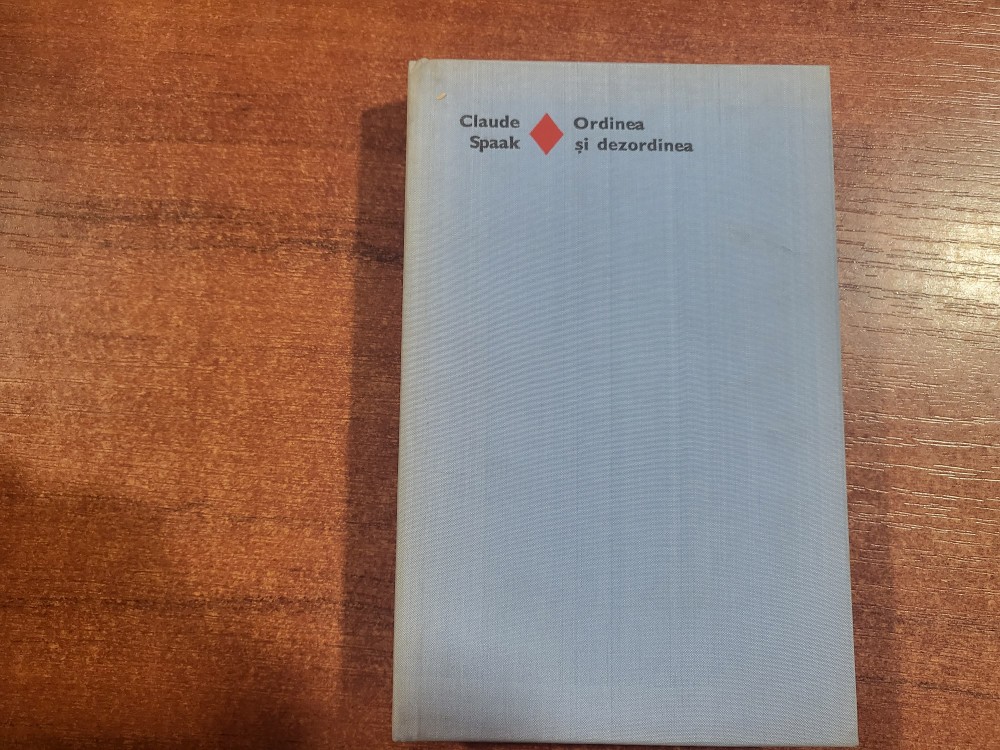 Claude
Spaak
Ordinea
și dezordinea